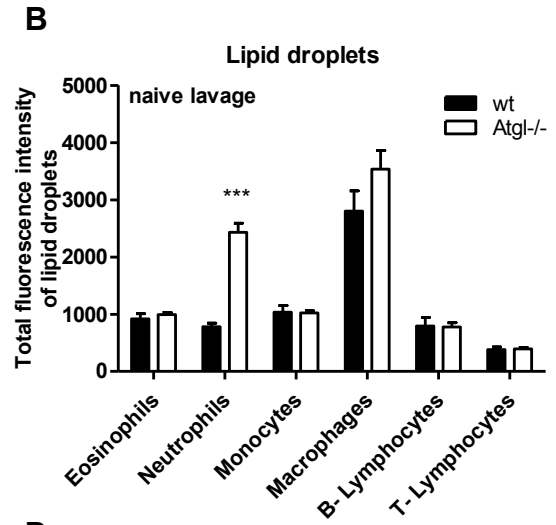 B
Lipid droplets
naive lavage
wt
Atgl-/-
***
Total fluorescence intensity
of lipid droplets
5000
4000
3000
2000
1000
0
Eosinophils
Neutrophils
Monocytes
Macrophages
B- Lymphocytes
T- Lymphocytes